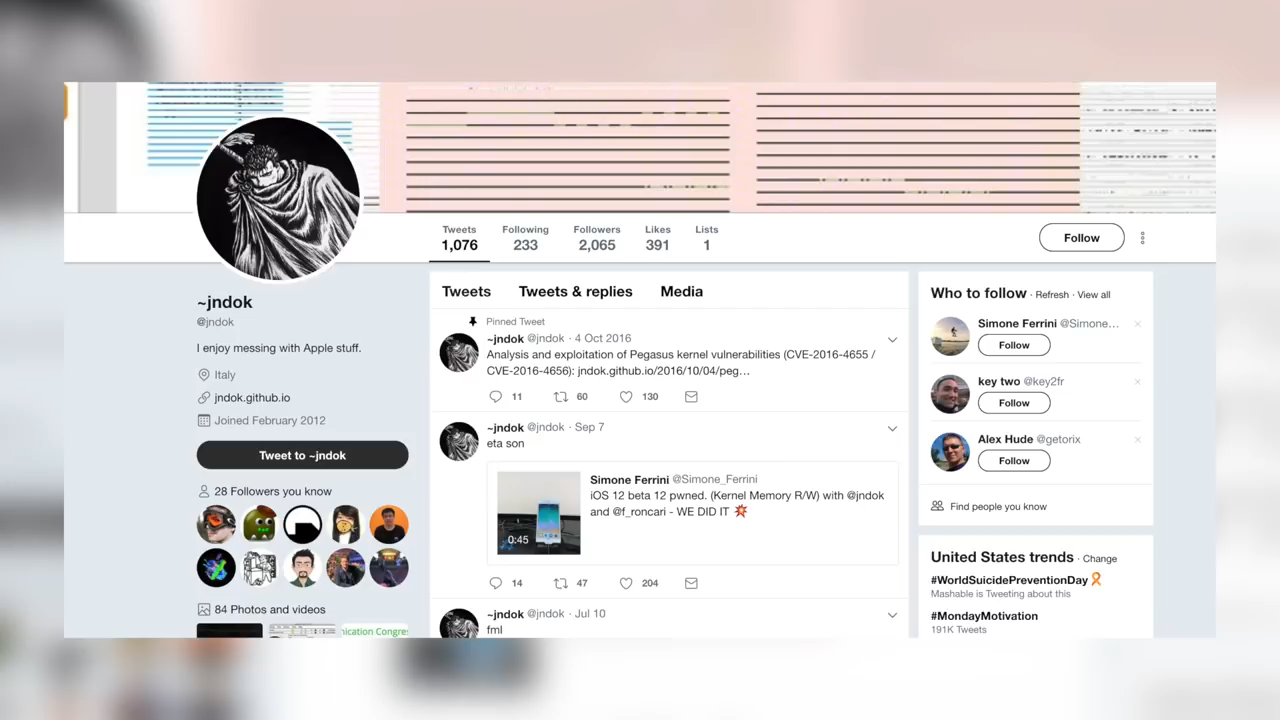 Tweets Following Followers Likes Lists
1,076 233 2,065 391 1
Follow
~jndok
@jndok
I enjoy messing with Apple stuff.
Italy
jndok.github.io
Joined February 2012
Tweet to ~jndok
28 Followers you know
84 Photos and videos
nication Congres
Tweets Tweets & replies Media
Pinned Tweet
~jndok @jndok · 4 Oct 2016
Analysis and exploitation of Pegasus kernel vulnerabilities (CVE-2016-4655 /
CVE-2016-4656): jndok.github.io/2016/10/04/peg…
11 60 130
~jndok @jndok · Sep 7
eta son
Simone Ferrini @Simone_Ferrini
iOS 12 beta 12 pwned. (Kernel Memory R/W) with @jndok
and @f_roncari - WE DID IT 💥
0:45
14 47 204
~jndok @jndok · Jul 10
fml
Who to follow · Refresh · View all
Simone Ferrini @Simone…
Follow
key two @key2fr
Follow
Alex Hude @getorix
Follow
Find people you know
United States trends · Change
#WorldSuicidePreventionDay
Mashable is Tweeting about this
#MondayMotivation
191K Tweets